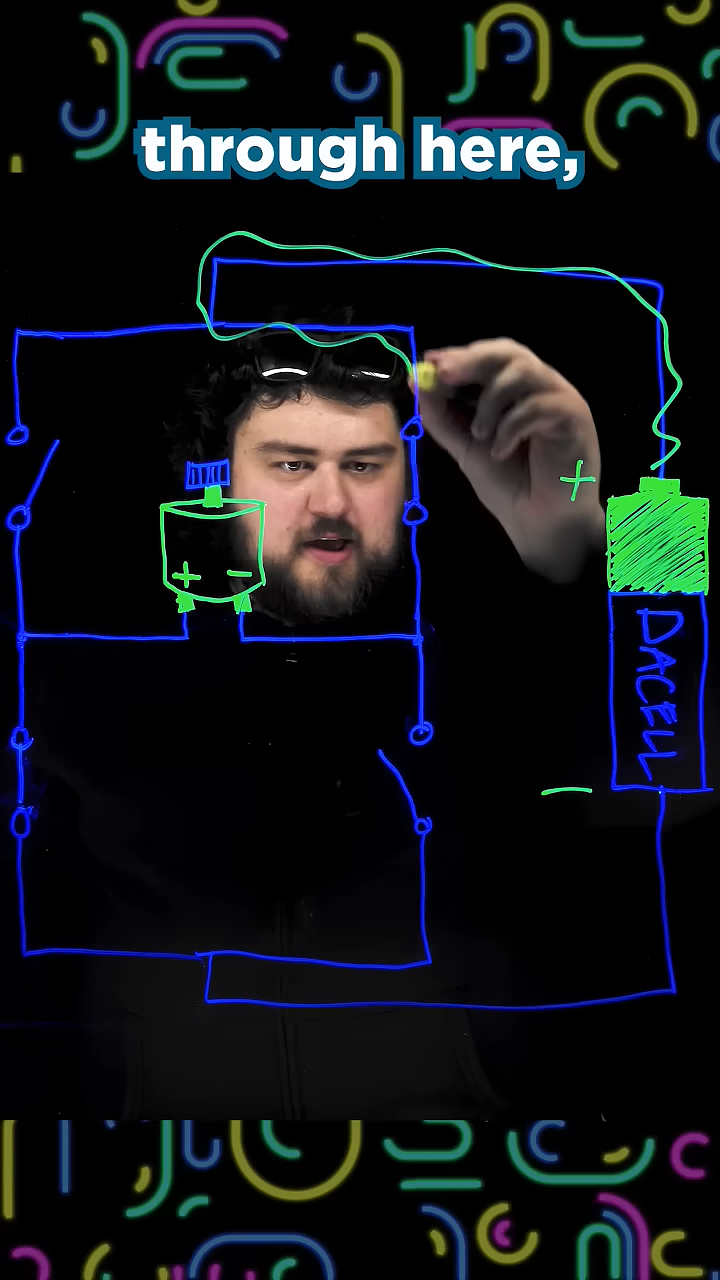 through here,
+
+ −
DACELL
−